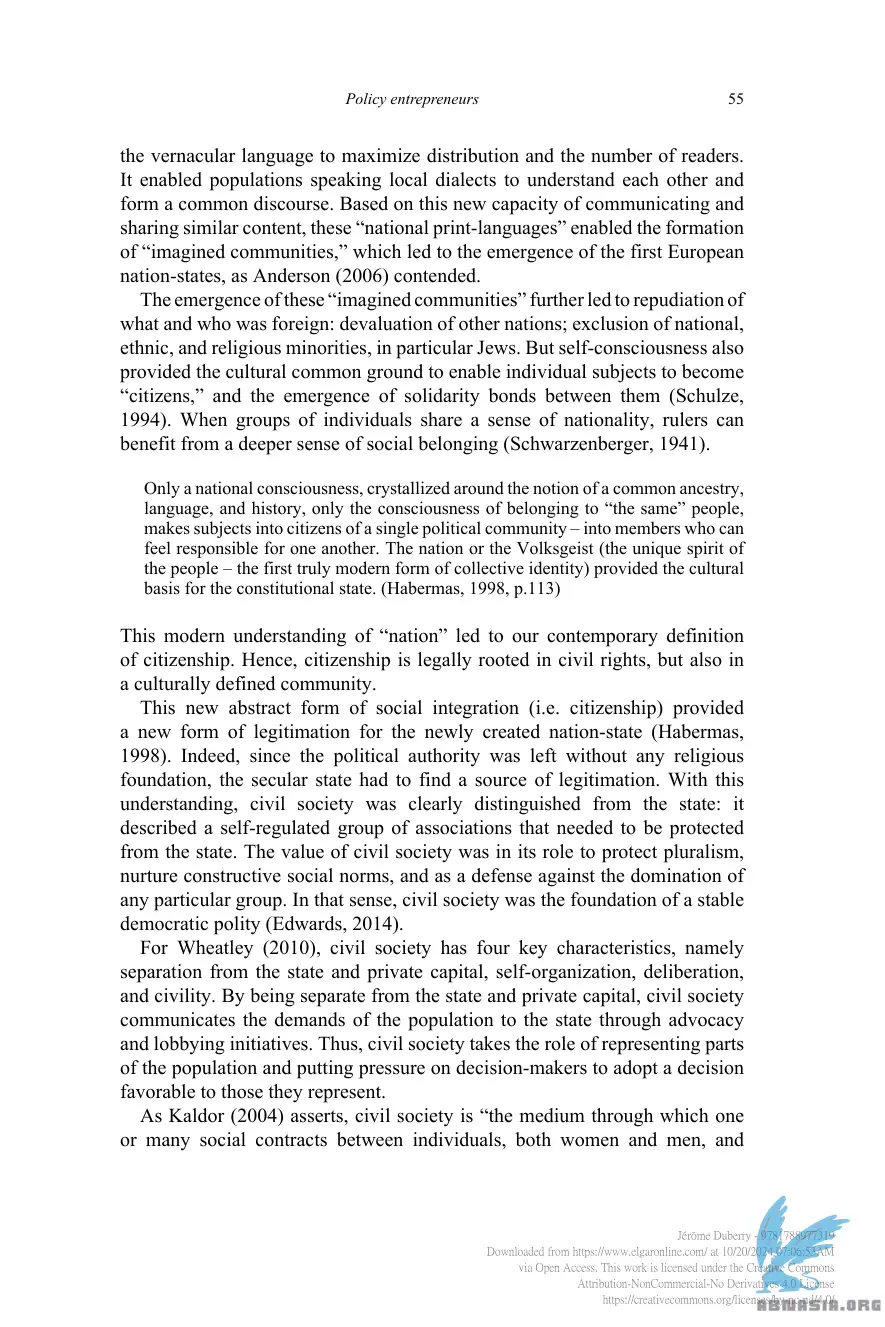 Policy entrepreneurs 55
the vernacular language to maximize distribution and the number of readers.
It enabled populations speaking local dialects to understand each other and
form a common discourse. Based on this new capacity of communicating and
sharing similar content, these “national print-languages” enabled the formation
of “imagined communities,” which led to the emergence of the first European
nation-states, as Anderson (2006) contended.
The emergence of these “imagined communities” further led to repudiation of
what and who was foreign: devaluation of other nations; exclusion of national,
ethnic, and religious minorities, in particular Jews. But self-consciousness also
provided the cultural common ground to enable individual subjects to become
“citizens,” and the emergence of solidarity bonds between them (Schulze,
1994). When groups of individuals share a sense of nationality, rulers can
benefit from a deeper sense of social belonging (Schwarzenberger, 1941).
Only a national consciousness, crystallized around the notion of a common ancestry,
language, and history, only the consciousness of belonging to “the same” people,
makes subjects into citizens of a single political community – into members who can
feel responsible for one another. The nation or the Volksgeist (the unique spirit of
the people – the first truly modern form of collective identity) provided the cultural
basis for the constitutional state. (Habermas, 1998, p.113)
This modern understanding of “nation” led to our contemporary definition
of citizenship. Hence, citizenship is legally rooted in civil rights, but also in
a culturally defined community.
This new abstract form of social integration (i.e. citizenship) provided
a new form of legitimation for the newly created nation-state (Habermas,
1998). Indeed, since the political authority was left without any religious
foundation, the secular state had to find a source of legitimation. With this
understanding, civil society was clearly distinguished from the state: it
described a self-regulated group of associations that needed to be protected
from the state. The value of civil society was in its role to protect pluralism,
nurture constructive social norms, and as a defense against the domination of
any particular group. In that sense, civil society was the foundation of a stable
democratic polity (Edwards, 2014).
For Wheatley (2010), civil society has four key characteristics, namely
separation from the state and private capital, self-organization, deliberation,
and civility. By being separate from the state and private capital, civil society
communicates the demands of the population to the state through advocacy
and lobbying initiatives. Thus, civil society takes the role of representing parts
of the population and putting pressure on decision-makers to adopt a decision
favorable to those they represent.
As Kaldor (2004) asserts, civil society is “the medium through which one
or many social contracts between individuals, both women and men, and
Jérôme Duberry - 9781788977319
Downloaded from https://www.elgaronline.com/ at 10/20/2024 07:06:53AM
via Open Access. This work is licensed under the Creative Commons
Attribution-NonCommercial-No Derivatives 4.0 License
https://creativecommons.org/licenses/by-nc-nd/4.0/
ABNASIA.ORG